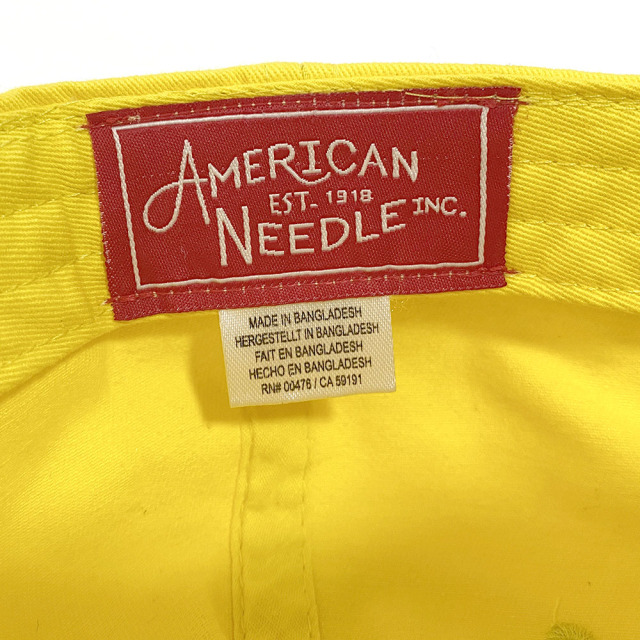 AMERICAN
EST- 1918
NEEDLE INC.
MADE IN BANGLADESH
HERGESTELLT IN BANGLADESH
FAIT EN BANGLADESH
HECHO EN BANGLADESH
RN# 00476 / CA 59191